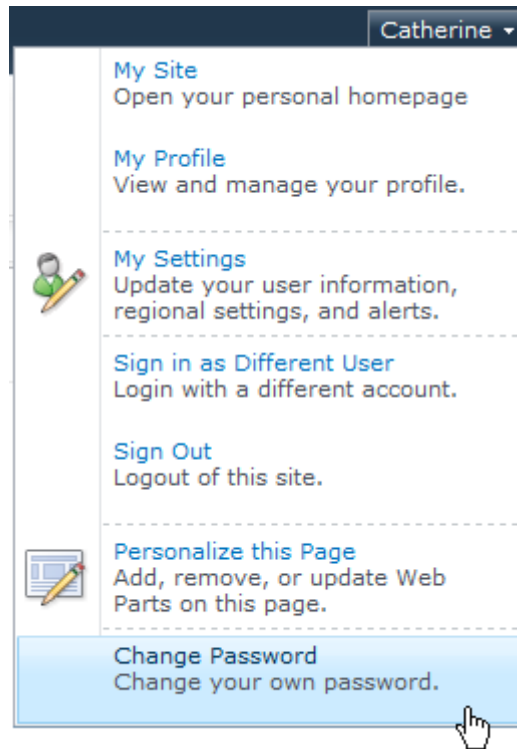 Catherine
My Site
Open your personal homepage
My Profile
View and manage your profile.
My Settings
Update your user information,
regional settings, and alerts.
Sign in as Different User
Login with a different account.
Sign Out
Logout of this site.
Personalize this Page
Add, remove, or update Web
Parts on this page.
Change Password
Change your own password.